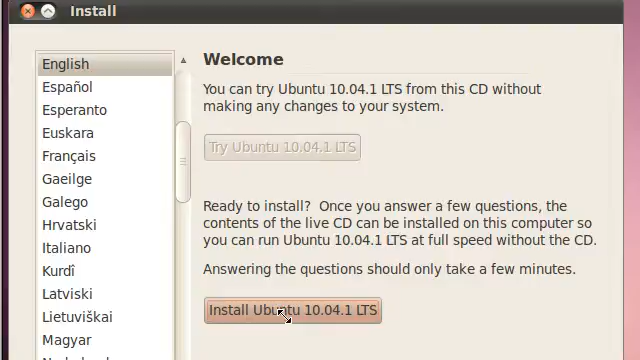 Install
English
Español
Esperanto
Euskara
Français
Gaeilge
Galego
Hrvatski
Italiano
Kurdî
Latviski
Lietuviškai
Magyar
Welcome
You can try Ubuntu 10.04.1 LTS from this CD without
making any changes to your system.
Try Ubuntu 10.04.1 LTS
Ready to install? Once you answer a few questions, the
contents of the live CD can be installed on this computer so
you can run Ubuntu 10.04.1 LTS at full speed without the CD.
Answering the questions should only take a few minutes.
Install Ubuntu 10.04.1 LTS